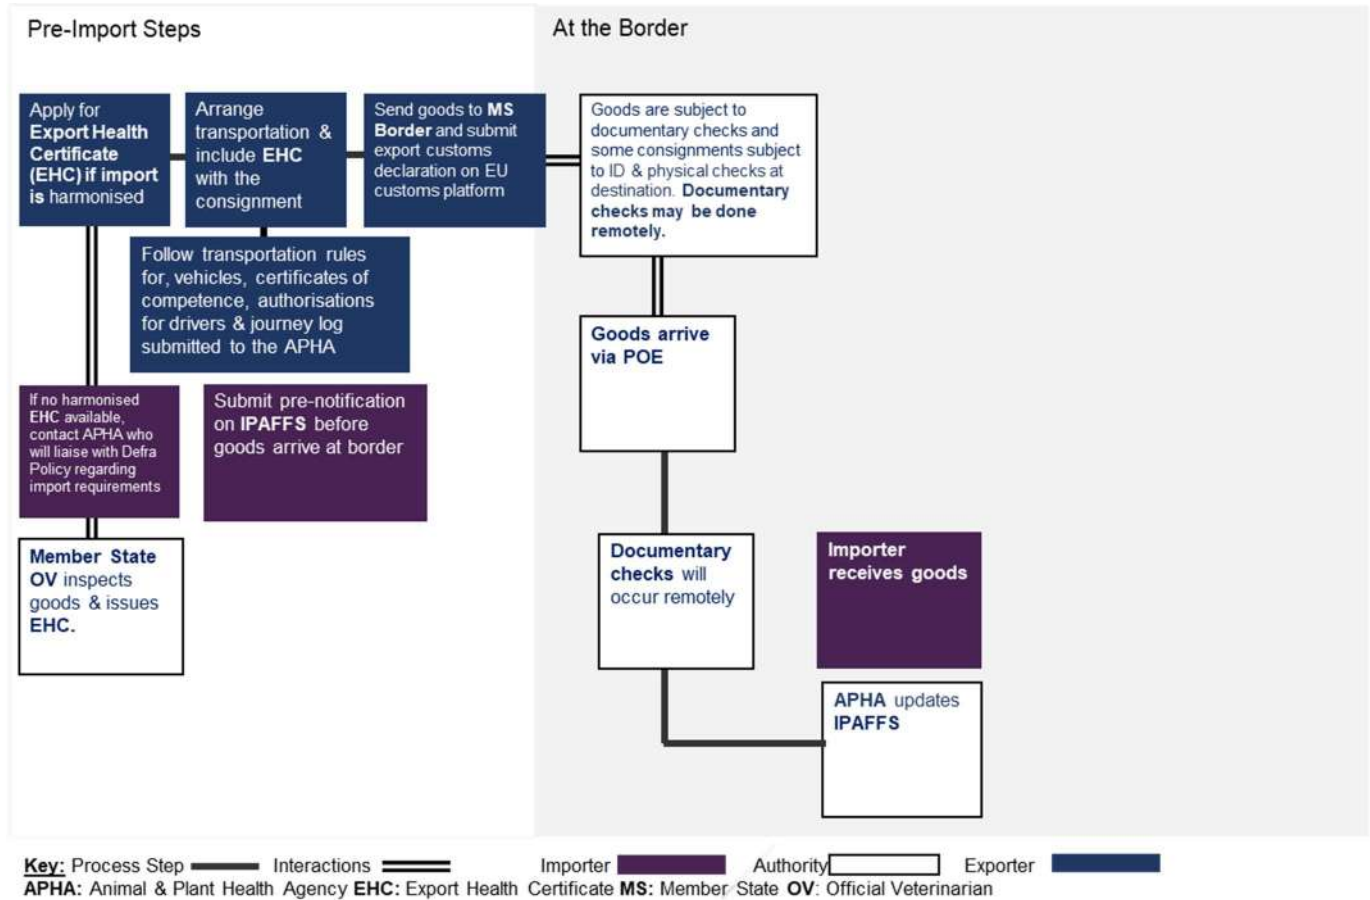 Pre-Import Steps
At the Border
Apply for
Export Health
Certificate
(EHC) if import
is harmonised
Arrange
transportation &
include EHC
with the
consignment
Send goods to MS
Border and submit
export customs
declaration on EU
customs platform
Goods are subject to
documentary checks and
some consignments subject
to ID & physical checks at
destination. Documentary
checks may be done
remotely.
Follow transportation rules
for, vehicles, certificates of
competence, authorisations
for drivers & journey log
submitted to the APHA
Goods arrive
via POE
If no harmonised
EHC available,
contact APHA who
will liaise with Defra
Policy regarding
import requirements
Submit pre-notification
on IPAFFS before
goods arrive at border
Member State
OV inspects
goods & issues
EHC.
Documentary
checks will
occur remotely
Importer
receives goods
APHA updates
IPAFFS
Key: Process Step Interactions Importer Authority Exporter
APHA: Animal & Plant Health Agency EHC: Export Health Certificate MS: Member State OV: Official Veterinarian